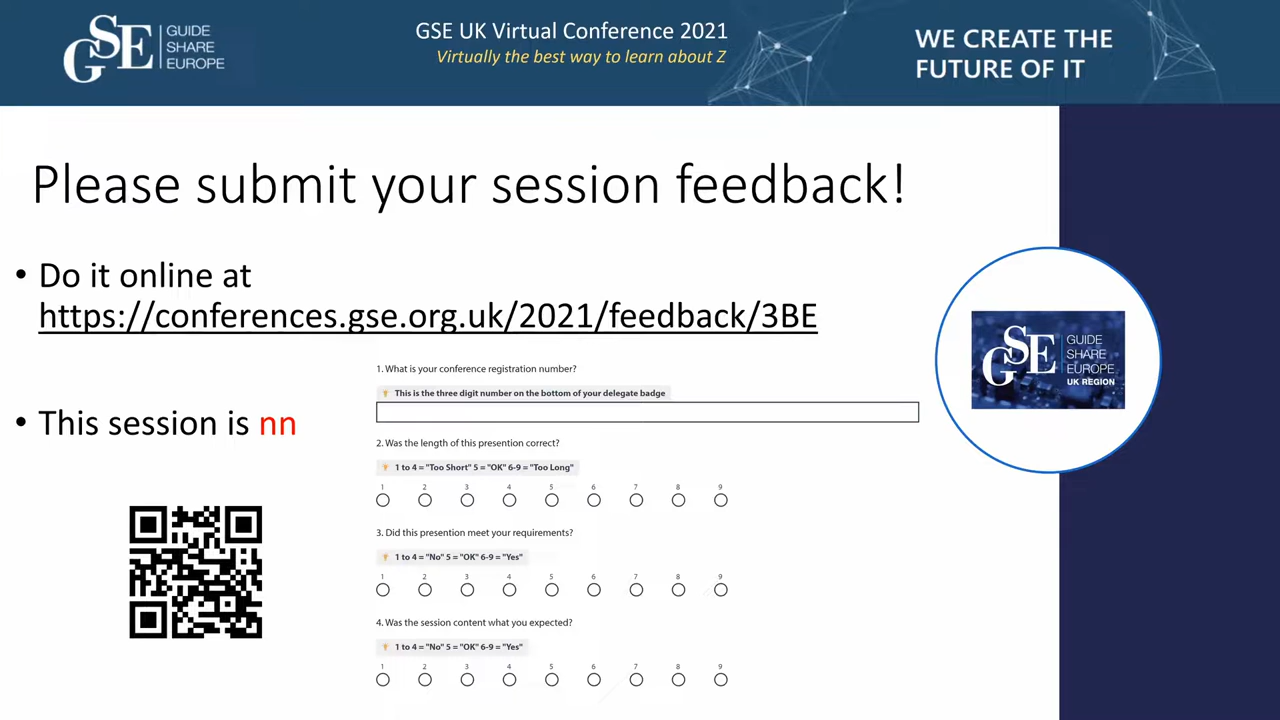 GSE GUIDE
SHARE
EUROPE
GSE UK Virtual Conference 2021
Virtually the best way to learn about Z
WE CREATE THE
FUTURE OF IT
Please submit your session feedback!
• Do it online at
https://conferences.gse.org.uk/2021/feedback/3BE
• This session is nn
1. What is your conference registration number?
This is the three digit number on the bottom of your delegate badge
2. Was the length of this presention correct?
1 to 4 = "Too Short" 5 = "OK" 6-9 = "Too Long"
1 2 3 4 5 6 7 8 9
3. Did this presention meet your requirements?
1 to 4 = "No" 5 = "OK" 6-9 = "Yes"
1 2 3 4 5 6 7 8 9
4. Was the session content what you expected?
1 to 4 = "No" 5 = "OK" 6-9 = "Yes"
1 2 3 4 5 6 7 8 9
GSE GUIDE
SHARE
EUROPE
UK REGION